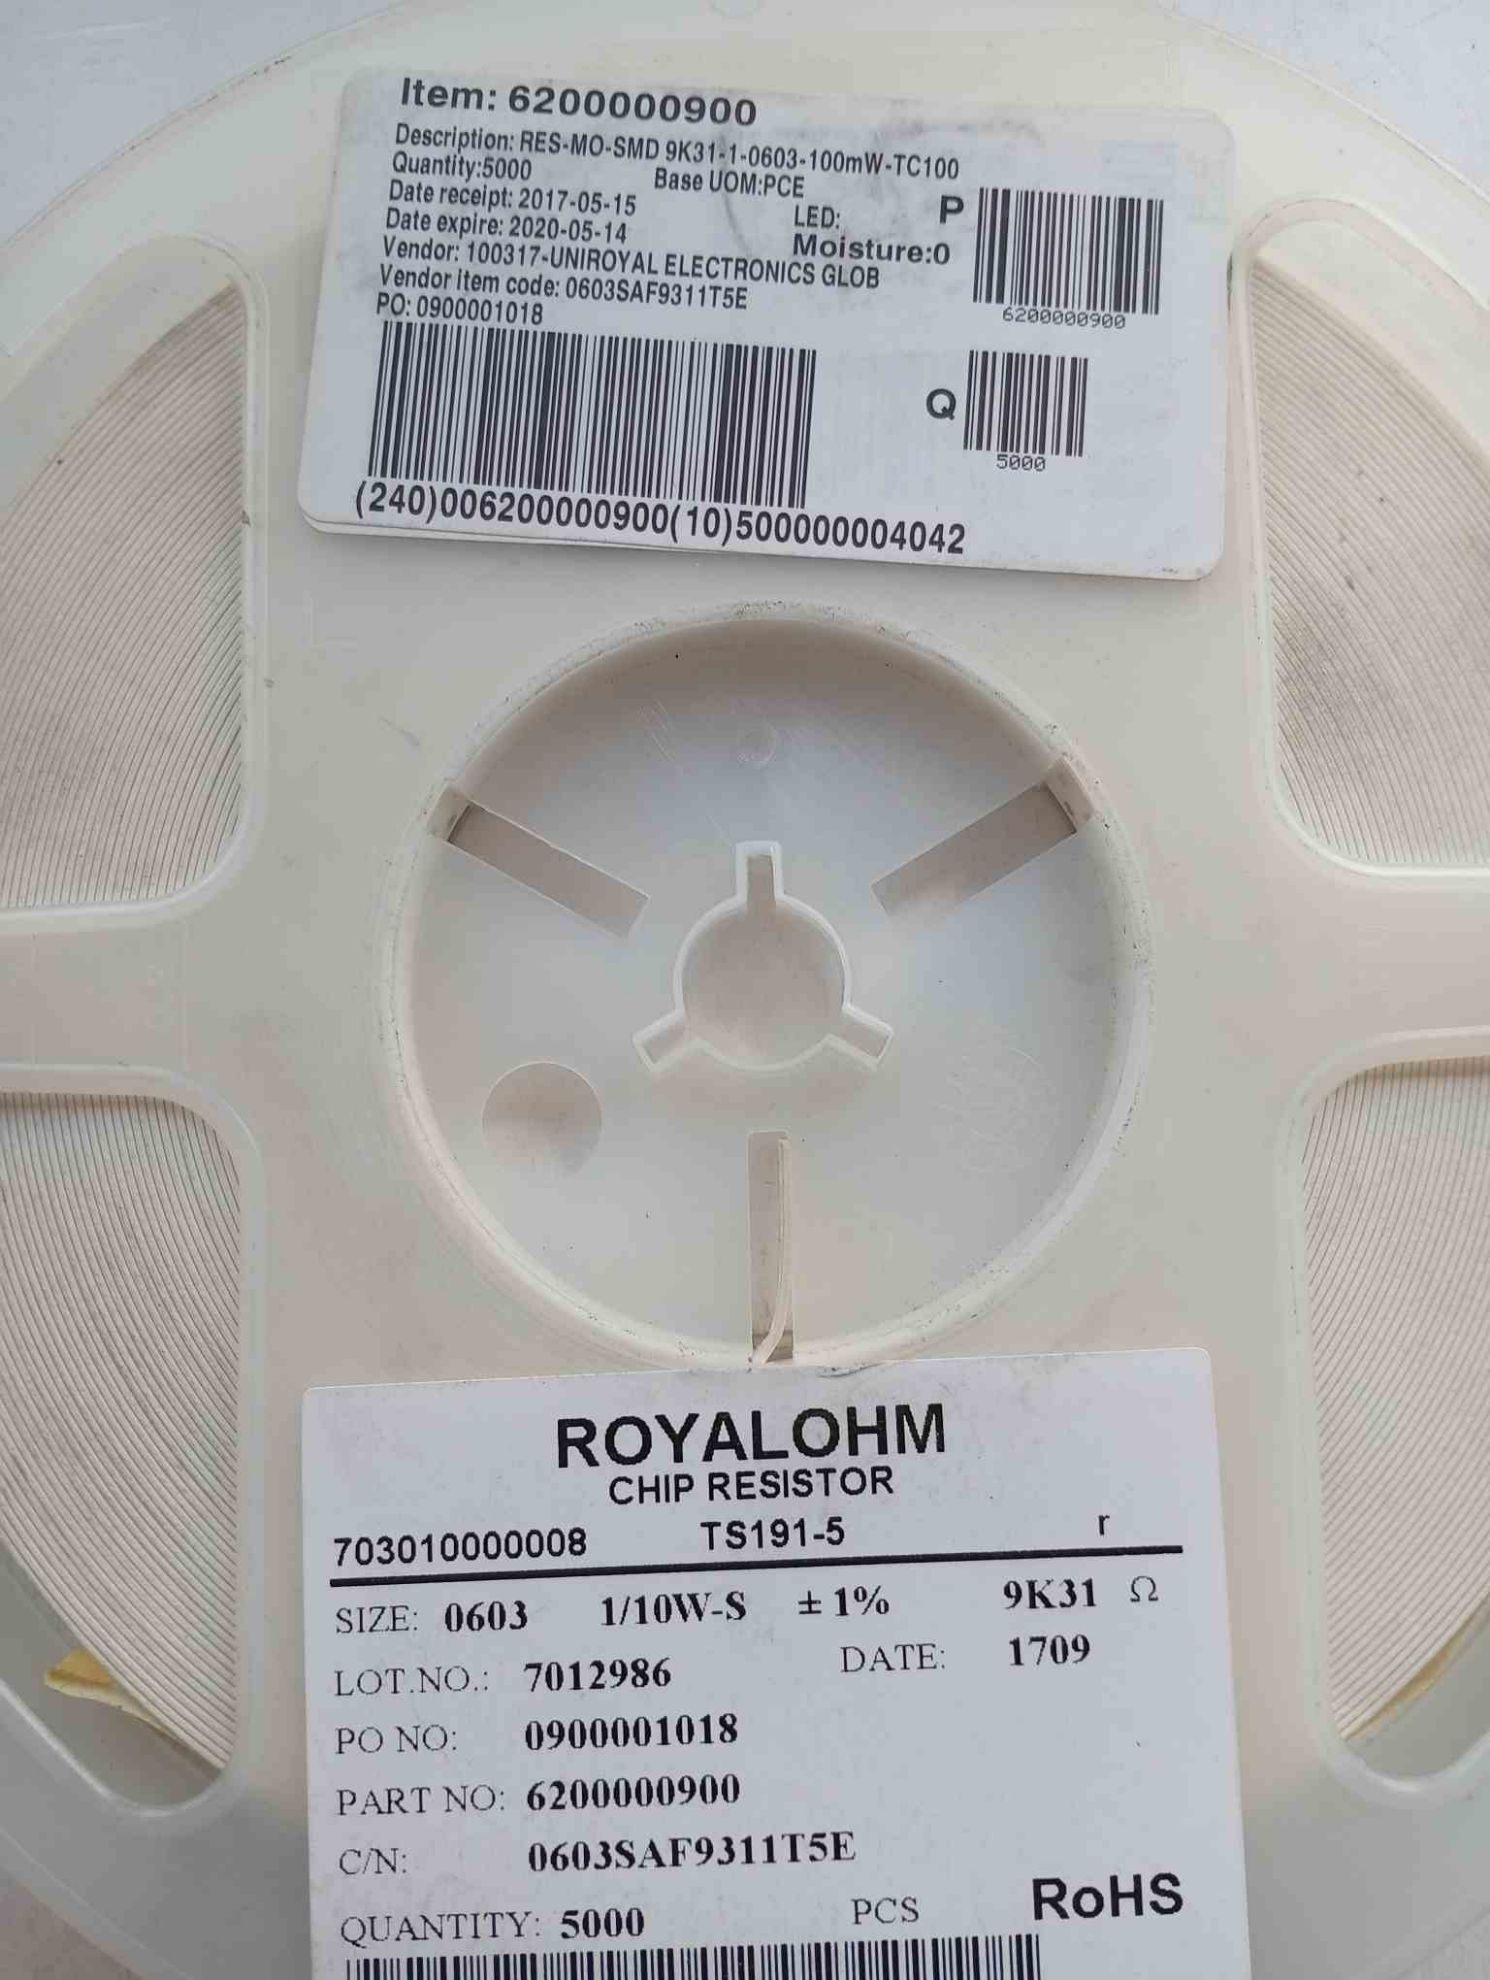 Item: 6200000900
Description: RES-MO-SMD 9K31-1-0603-100mW-TC100
Quantity:5000 Base UOM:PCE
Date receipt: 2017-05-15 LED: P
Date expire: 2020-05-14 Moisture:0
Vendor: 100317-UNIROYAL ELECTRONICS GLOB
Vendor item code: 0603SAF9311T5E
PO: 0900001018
6200000900
Q
5000
(240)006200000900(10)500000004042
ROYALOHM
CHIP RESISTOR
703010000008 TS191-5 r
SIZE: 0603 1/10W-S ± 1% 9K31 Ω
LOT.NO.: 7012986 DATE: 1709
PO NO: 0900001018
PART NO: 6200000900
C/N: 0603SAF9311T5E
QUANTITY: 5000 PCS RoHS